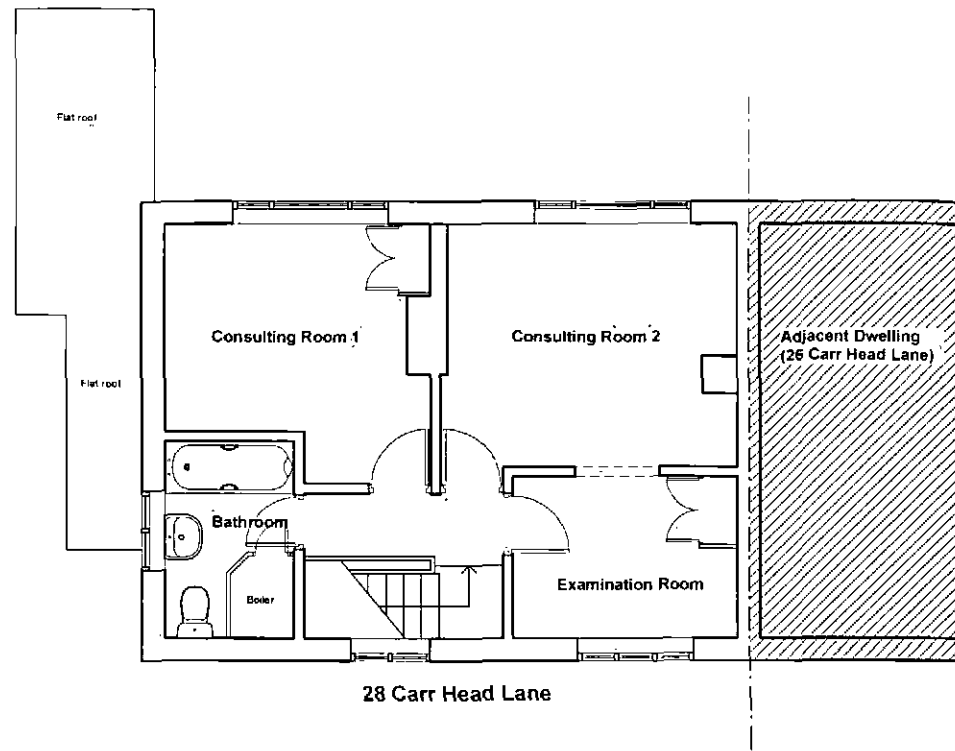 Flat roof
Consulting Room 1
Consulting Room 2
Adjacent Dwelling
(26 Carr Head Lane)
Flat roof
Bathroom
Examination Room
Boiler
28 Carr Head Lane